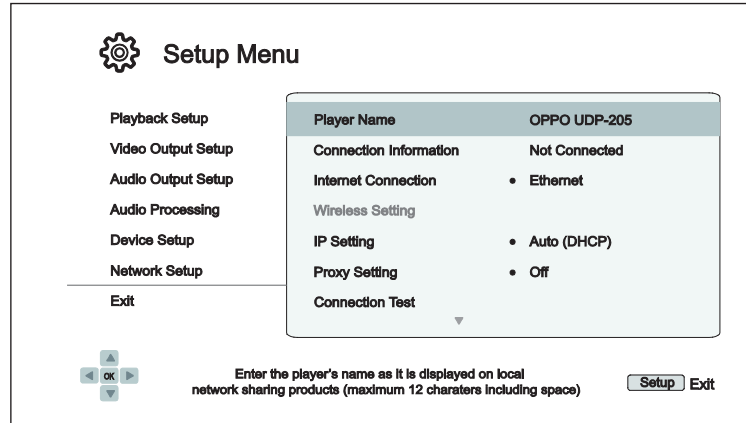 Setup Menu
Playback Setup
Video Output Setup
Audio Output Setup
Audio Processing
Device Setup
Network Setup
Exit
Player Name OPPO UDP-205
Connection Information Not Connected
Internet Connection • Ethernet
Wireless Setting
IP Setting • Auto (DHCP)
Proxy Setting • Off
Connection Test
OK
Enter the player's name as it is displayed on local
network sharing products (maximum 12 charaters including space)
Setup Exit